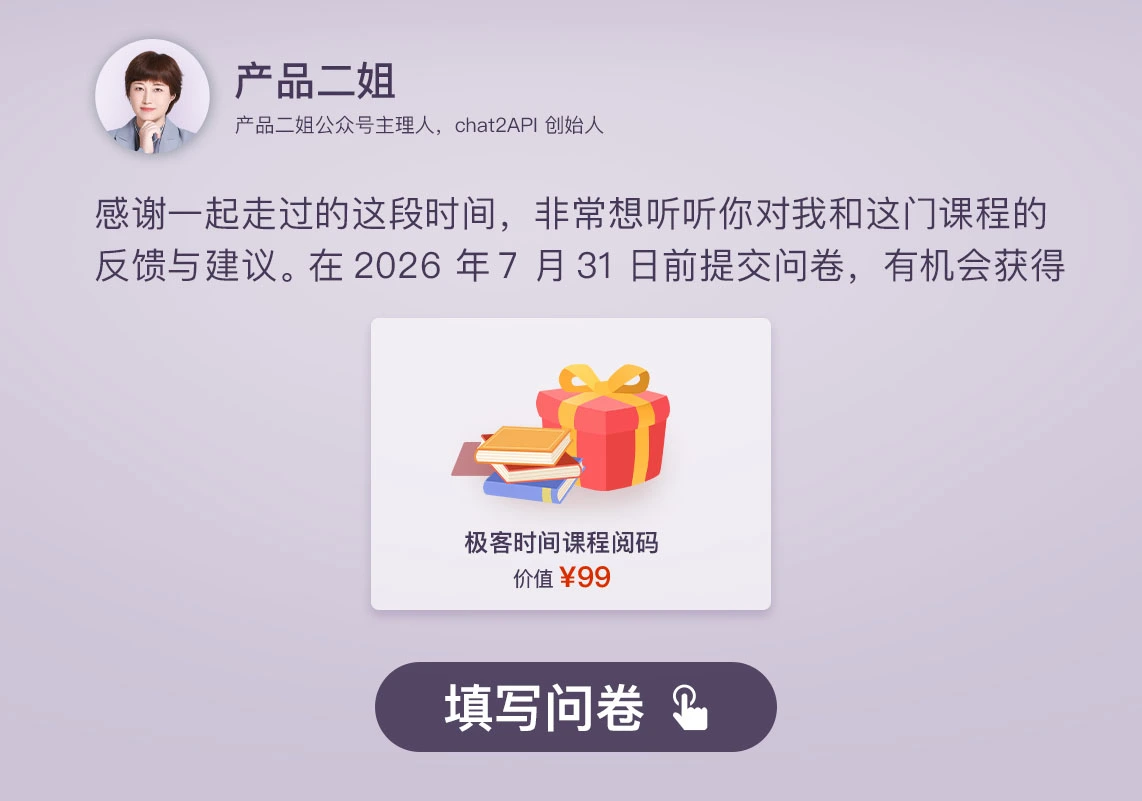 产品二姐
产品二姐公众号主理人，chat2API 创始人
感谢一起走过的这段时间，非常想听听你对我和这门课程的
反馈与建议。在 2026 年 7 月 31 日前提交问卷，有机会获得
极客时间课程阅码
价值 ¥99
填写问卷